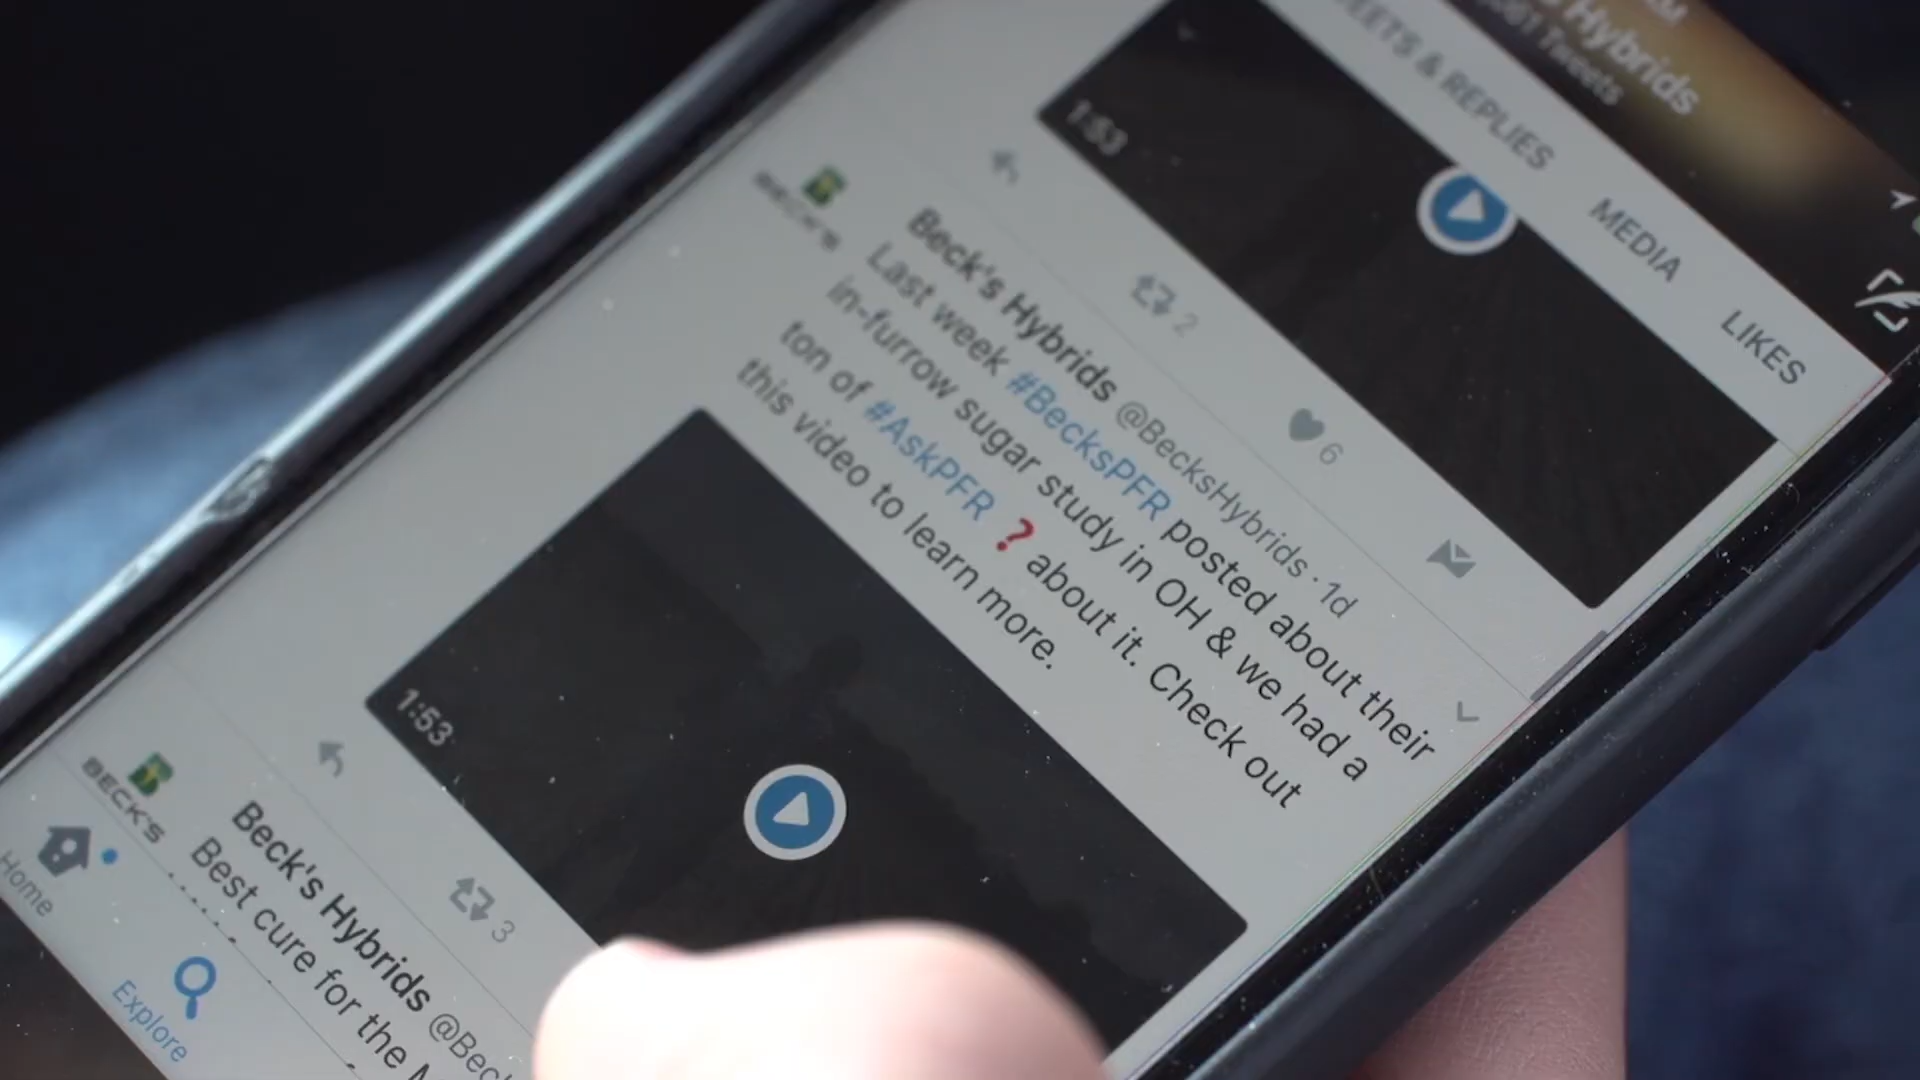 Hybrids
Tweets
& REPLIES
MEDIA
LIKES
1:53
2
6
BECK'S
Beck's Hybrids @BecksHybrids · 1d
Last week #BecksPFR posted about their
in-furrow sugar study in OH & we had a
ton of #AskPFR ❓ about it. Check out
this video to learn more.
1:53
3
BECK'S
Beck's Hybrids @Bec
Best cure for the
Home
Explore